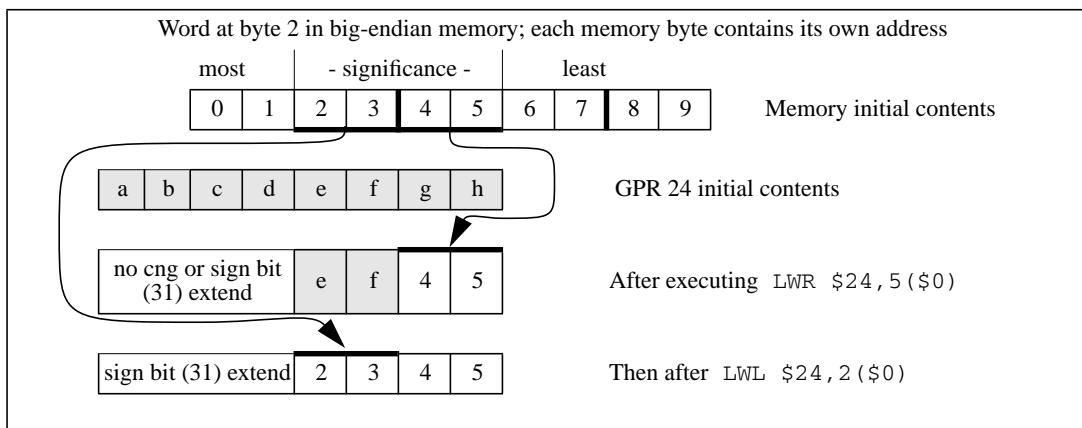 Word at byte 2 in big-endian memory; each memory byte contains its own address
most - significance - least
0 1 2 3 4 5 6 7 8 9 Memory initial contents
a b c d e f g h GPR 24 initial contents
no cng or sign bit
(31) extend e f 4 5 After executing LWR $24,5($0)
sign bit (31) extend 2 3 4 5 Then after LWL $24,2($0)